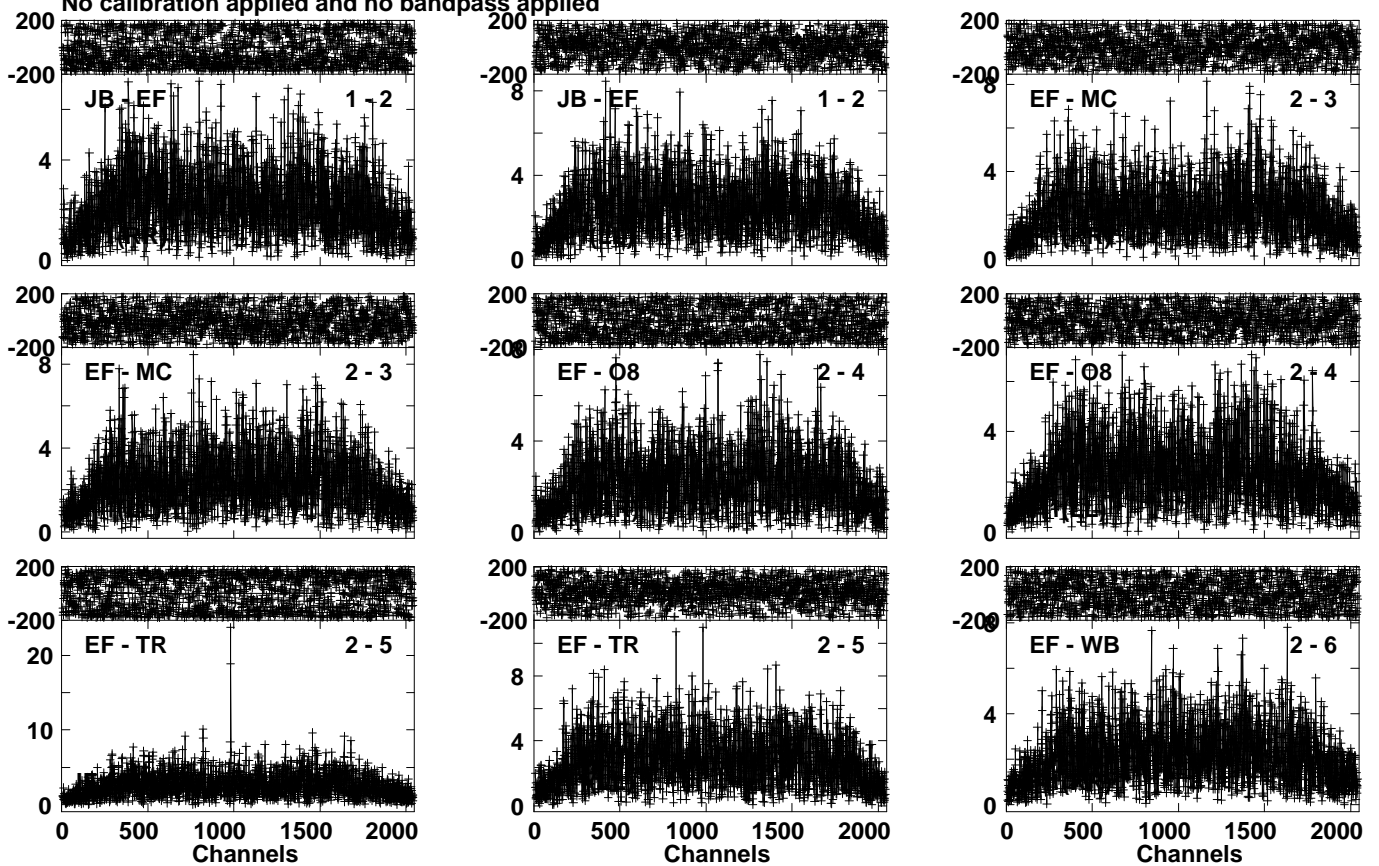 No calibration applied and no bandpass applied
200 200 200
-200 -200 -200
JB - EF 1 - 2 JB - EF 1 - 2 EF - MC 2 - 3
8 8
4 4 4
0 0 0
200 200 200
-200 -200 -200
EF - MC 2 - 3 EF - O8 2 - 4 EF - O8 2 - 4
8 8
4 4 4
0 0 0
200 200 200
-200 -200 -200
EF - TR 2 - 5 EF - TR 2 - 5 EF - WB 2 - 6
20 8 8
10 4 4
0 0 0
0 500 1000 1500 2000 0 500 1000 1500 2000 0 500 1000 1500 2000
Channels Channels Channels